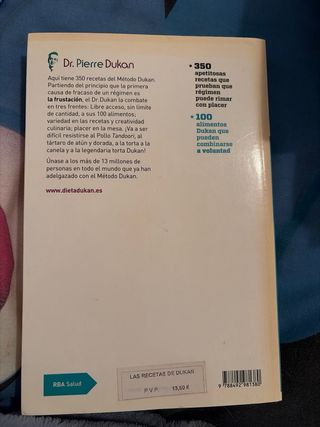 Dr. Pierre Dukan
Aquí tiene 350 recetas del Método Dukan.
Partiendo del principio que la primera
causa de fracaso de un régimen es
la frustación, el Dr. Dukan la combate
en tres frentes: Libre acceso, sin límite
de cantidad, a sus 100 alimentos;
variedad en las recetas y creatividad
culinaria; placer en la mesa. ¡Va a ser
difícil resistirse al Pollo Tandoori, al
tártaro de atún y dorada, a la torta a la
canela y a la legendaria torta Dukan!
Únase a los más de 13 millones de
personas en todo el mundo que ya han
adelgazado con el Método Dukan.
www.dietadukan.es
• 350
apetitosas
recetas que
prueban que
régimen
puede rimar
con placer
• 100
alimentos
Dukan que
pueden
combinarse
a voluntad
RBA Salud
LAS RECETAS DE DUKAN
P.V.P. 15,50 €
9 788492 981380